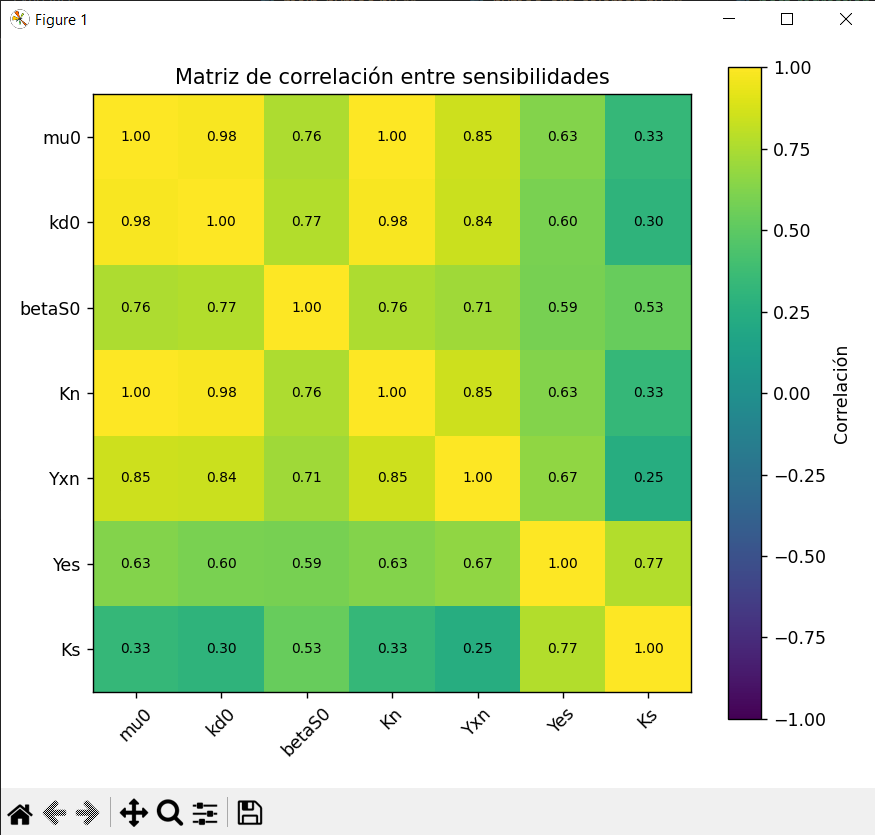 Figure 1
Matriz de correlación entre sensibilidades
mu0 1.00 0.98 0.76 1.00 0.85 0.63 0.33
kd0 0.98 1.00 0.77 0.98 0.84 0.60 0.30
betaS0 0.76 0.77 1.00 0.76 0.71 0.59 0.53
Kn 1.00 0.98 0.76 1.00 0.85 0.63 0.33
Yxn 0.85 0.84 0.71 0.85 1.00 0.67 0.25
Yes 0.63 0.60 0.59 0.63 0.67 1.00 0.77
Ks 0.33 0.30 0.53 0.33 0.25 0.77 1.00
mu0 kd0 betaS0 Kn Yxn Yes Ks
1.00
0.75
0.50
0.25
0.00
−0.25
−0.50
−0.75
−1.00
Correlación